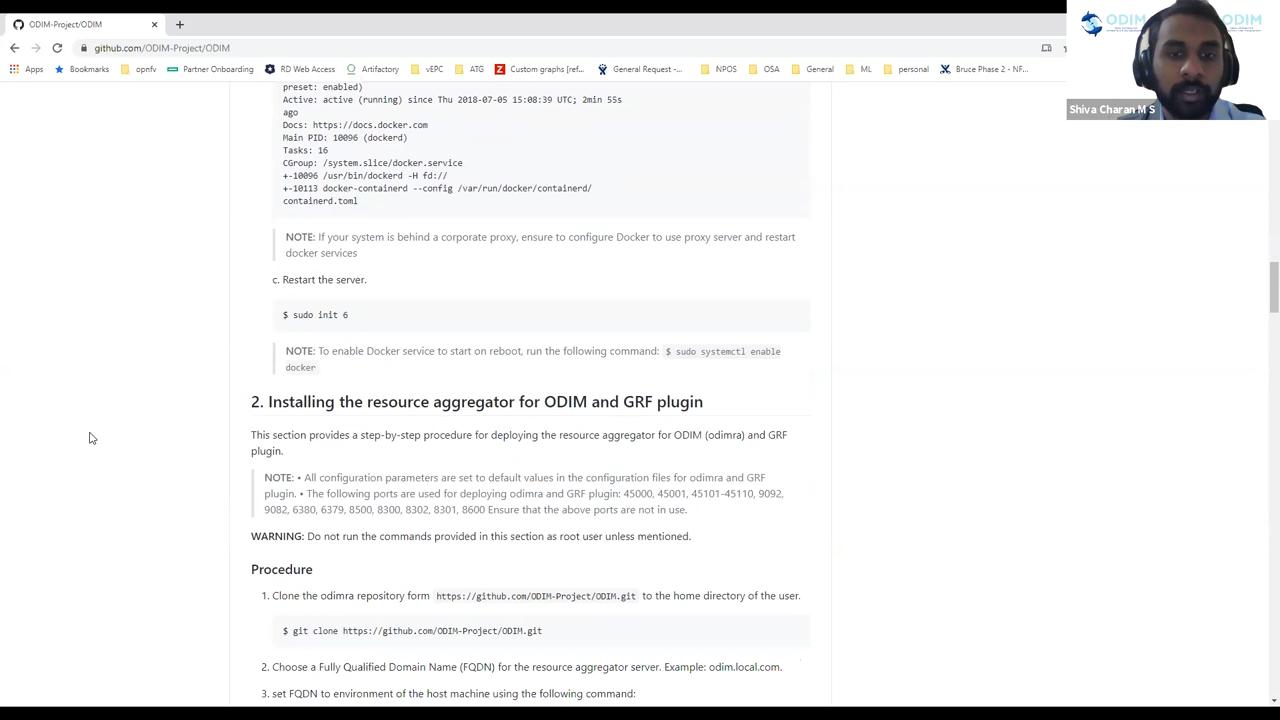 ODIM-Project/ODIM
github.com/ODIM-Project/ODIM
Apps Bookmarks opnfv Partner Onboarding RD Web Access Artifactory vEPC ATG Custom graphs [ref... General Request -... NPOS OSA General ML personal Bruce Phase 2 - NF...
ODIM
ODIM
Shiva Charan M S
preset: enabled)
Active: active (running) since Thu 2018-07-05 15:08:39 UTC; 2min 55s
ago
Docs: https://docs.docker.com
Main PID: 10096 (dockerd)
Tasks: 16
CGroup: /system.slice/docker.service
+-10096 /usr/bin/dockerd -H fd://
+-10113 docker-containerd --config /var/run/docker/containerd/
containerd.toml
NOTE: If your system is behind a corporate proxy, ensure to configure Docker to use proxy server and restart
docker services
c. Restart the server.
$ sudo init 6
NOTE: To enable Docker service to start on reboot, run the following command: $ sudo systemctl enable
docker
2. Installing the resource aggregator for ODIM and GRF plugin
This section provides a step-by-step procedure for deploying the resource aggregator for ODIM (odimra) and GRF
plugin.
NOTE: • All configuration parameters are set to default values in the configuration files for odimra and GRF
plugin. • The following ports are used for deploying odimra and GRF plugin: 45000, 45001, 45101-45110, 9092,
9082, 6380, 6379, 8500, 8300, 8302, 8301, 8600 Ensure that the above ports are not in use.
WARNING: Do not run the commands provided in this section as root user unless mentioned.
Procedure
1. Clone the odimra repository form https://github.com/ODIM-Project/ODIM.git to the home directory of the user.
$ git clone https://github.com/ODIM-Project/ODIM.git
2. Choose a Fully Qualified Domain Name (FQDN) for the resource aggregator server. Example: odim.local.com.
3. set FQDN to environment of the host machine using the following command: